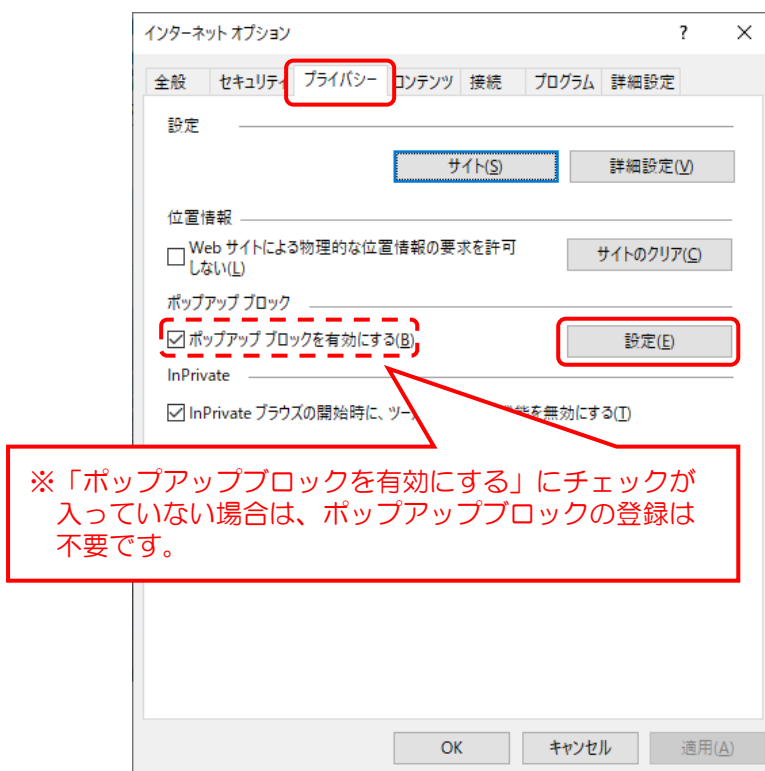 インターネット オプション ? ×
全般 セキュリティ プライバシー コンテンツ 接続 プログラム 詳細設定
設定
サイト(S) 詳細設定(V)
位置情報
Web サイトによる物理的な位置情報の要求を許可
しない(L)
サイトのクリア(C)
ポップアップ ブロック
ポップアップ ブロックを有効にする(B) 設定(E)
InPrivate
InPrivate ブラウズの開始時に、ツー 能を無効にする(T)
※「ポップアップブロックを有効にする」にチェックが
入っていない場合は、ポップアップブロックの登録は
不要です。
OK キャンセル 適用(A)